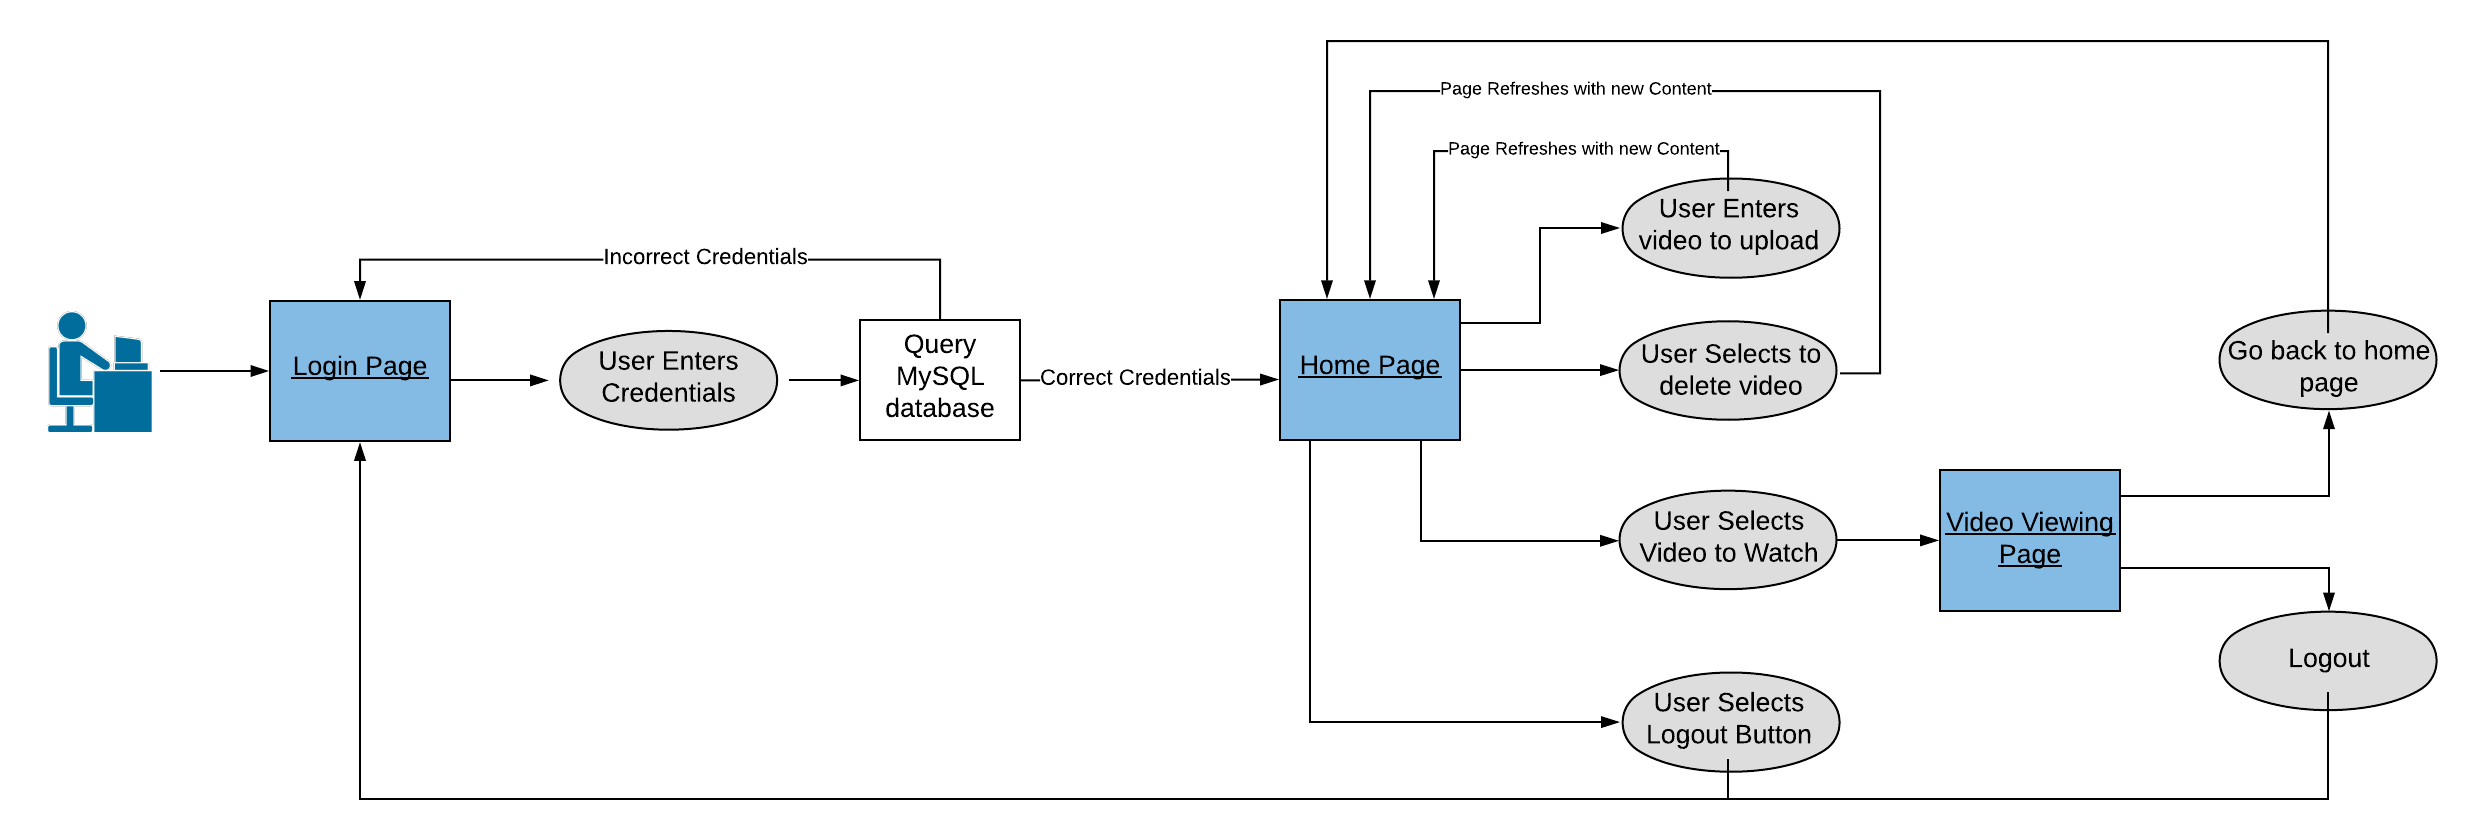 Page Refreshes with new Content
Page Refreshes with new Content
User Enters
video to upload
Incorrect Credentials
Login Page
User Enters
Credentials
Query
MySQL
database
Correct Credentials
Home Page
User Selects to
delete video
Go back to home
page
User Selects
Video to Watch
Video Viewing
Page
Logout
User Selects
Logout Button